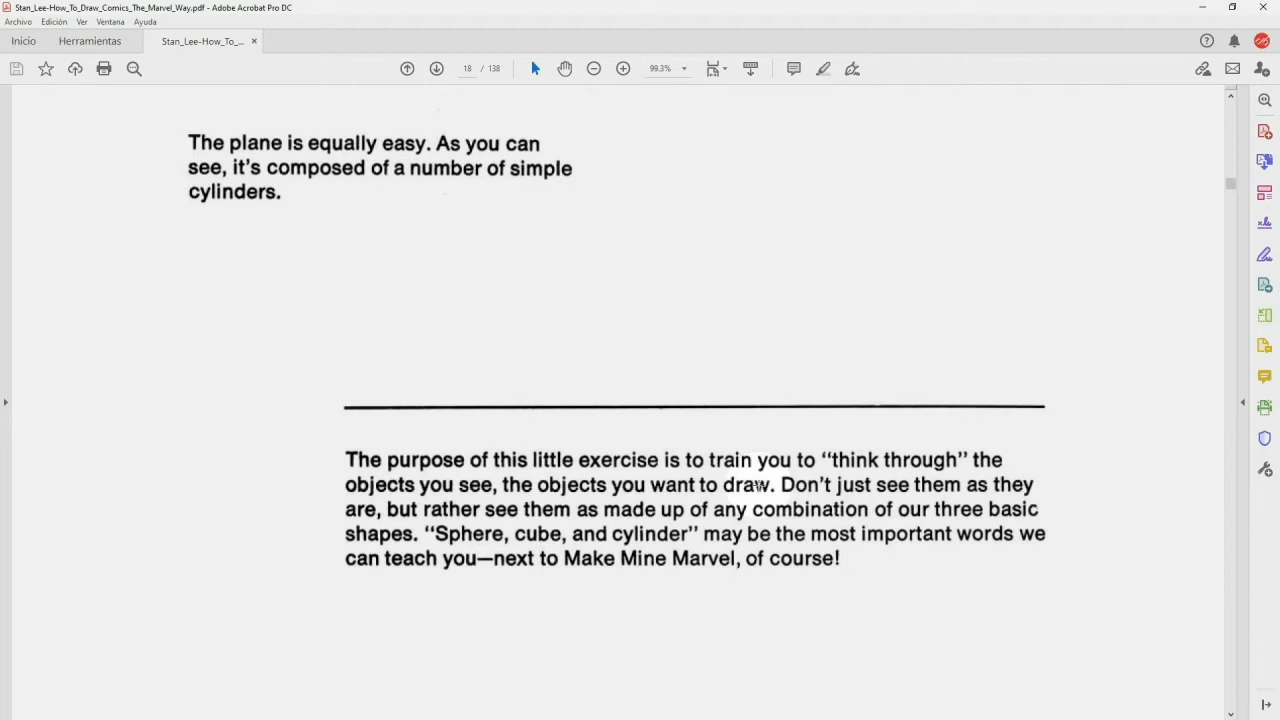 Stan_Lee-How_To_Draw_Comics_The_Marvel_Way.pdf - Adobe Acrobat Pro DC
Archivo Edición Ver Ventana Ayuda
Inicio Herramientas Stan_Lee-How_To_... ×
18 / 138 99.3%
The plane is equally easy. As you can
see, it's composed of a number of simple
cylinders.
The purpose of this little exercise is to train you to ‘‘think through’’ the
objects you see, the objects you want to draw. Don't just see them as they
are, but rather see them as made up of any combination of our three basic
shapes. ‘‘Sphere, cube, and cylinder’’ may be the most important words we
can teach you—next to Make Mine Marvel, of course!